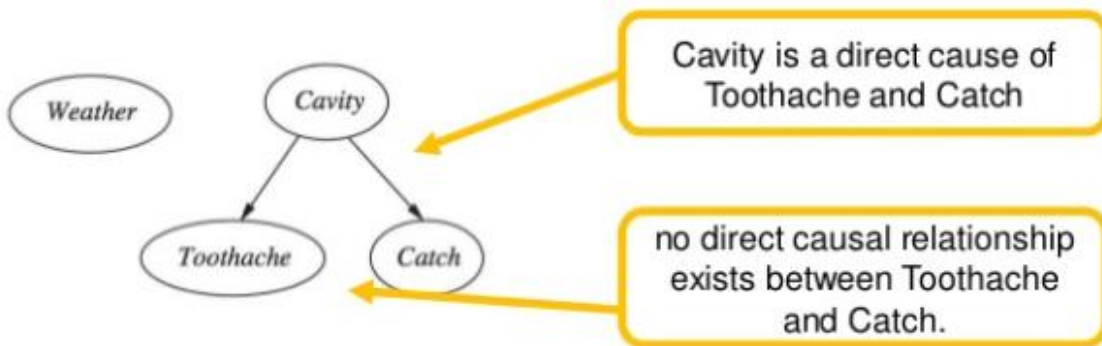 Weather
Cavity
Toothache
Catch
Cavity is a direct cause of
Toothache and Catch
no direct causal relationship
exists between Toothache
and Catch.